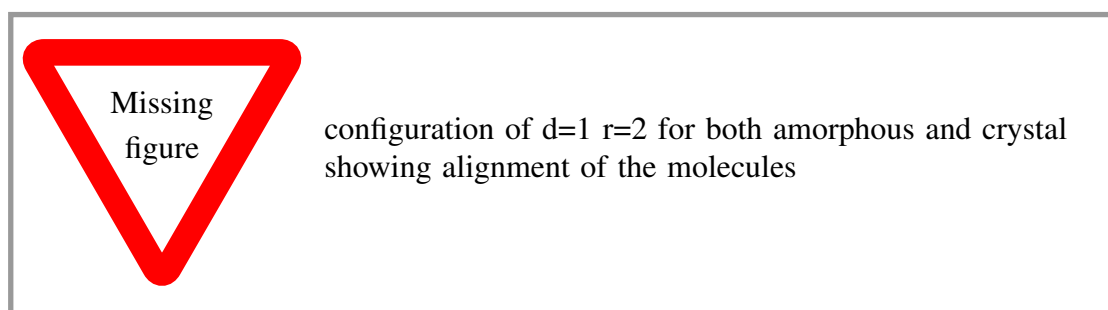 Missing
figure
configuration of d=1 r=2 for both amorphous and crystal
showing alignment of the molecules